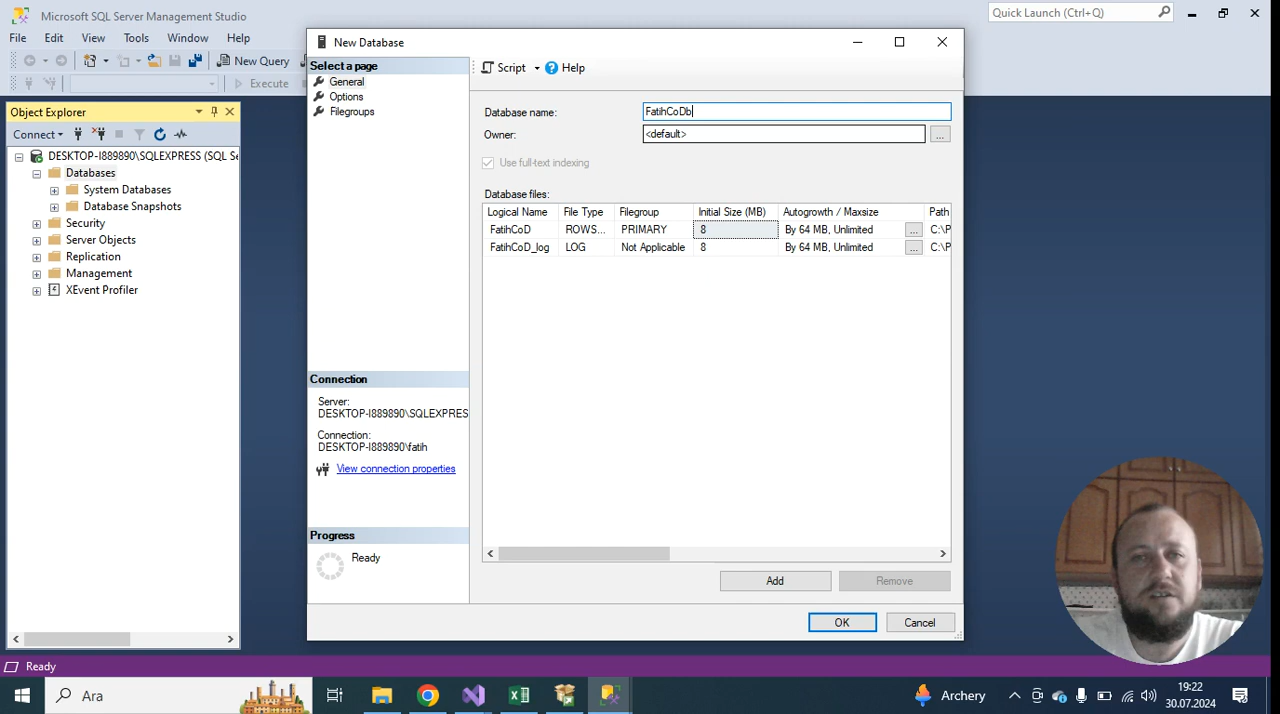 Microsoft SQL Server Management Studio
Quick Launch (Ctrl+Q)
File Edit View Tools Window Help
New Query
Execute
Object Explorer
Connect
DESKTOP-I889890\SQLEXPRESS (SQL Se
Databases
System Databases
Database Snapshots
Security
Server Objects
Replication
Management
XEvent Profiler
New Database
Select a page
General
Options
Filegroups
Script Help
Database name: FatihCoDb
Owner: <default> ...
Use full-text indexing
Database files:
Logical Name File Type Filegroup Initial Size (MB) Autogrowth / Maxsize Path
FatihCoD ROWS... PRIMARY 8 By 64 MB, Unlimited ... C:\P
FatihCoD_log LOG Not Applicable 8 By 64 MB, Unlimited ... C:\P
Connection
Server:
DESKTOP-I889890\SQLEXPRESS
Connection:
DESKTOP-I889890\fatih
View connection properties
Progress
Ready
Add Remove
OK Cancel
Ready
Ara
Archery
19:22
30.07.2024